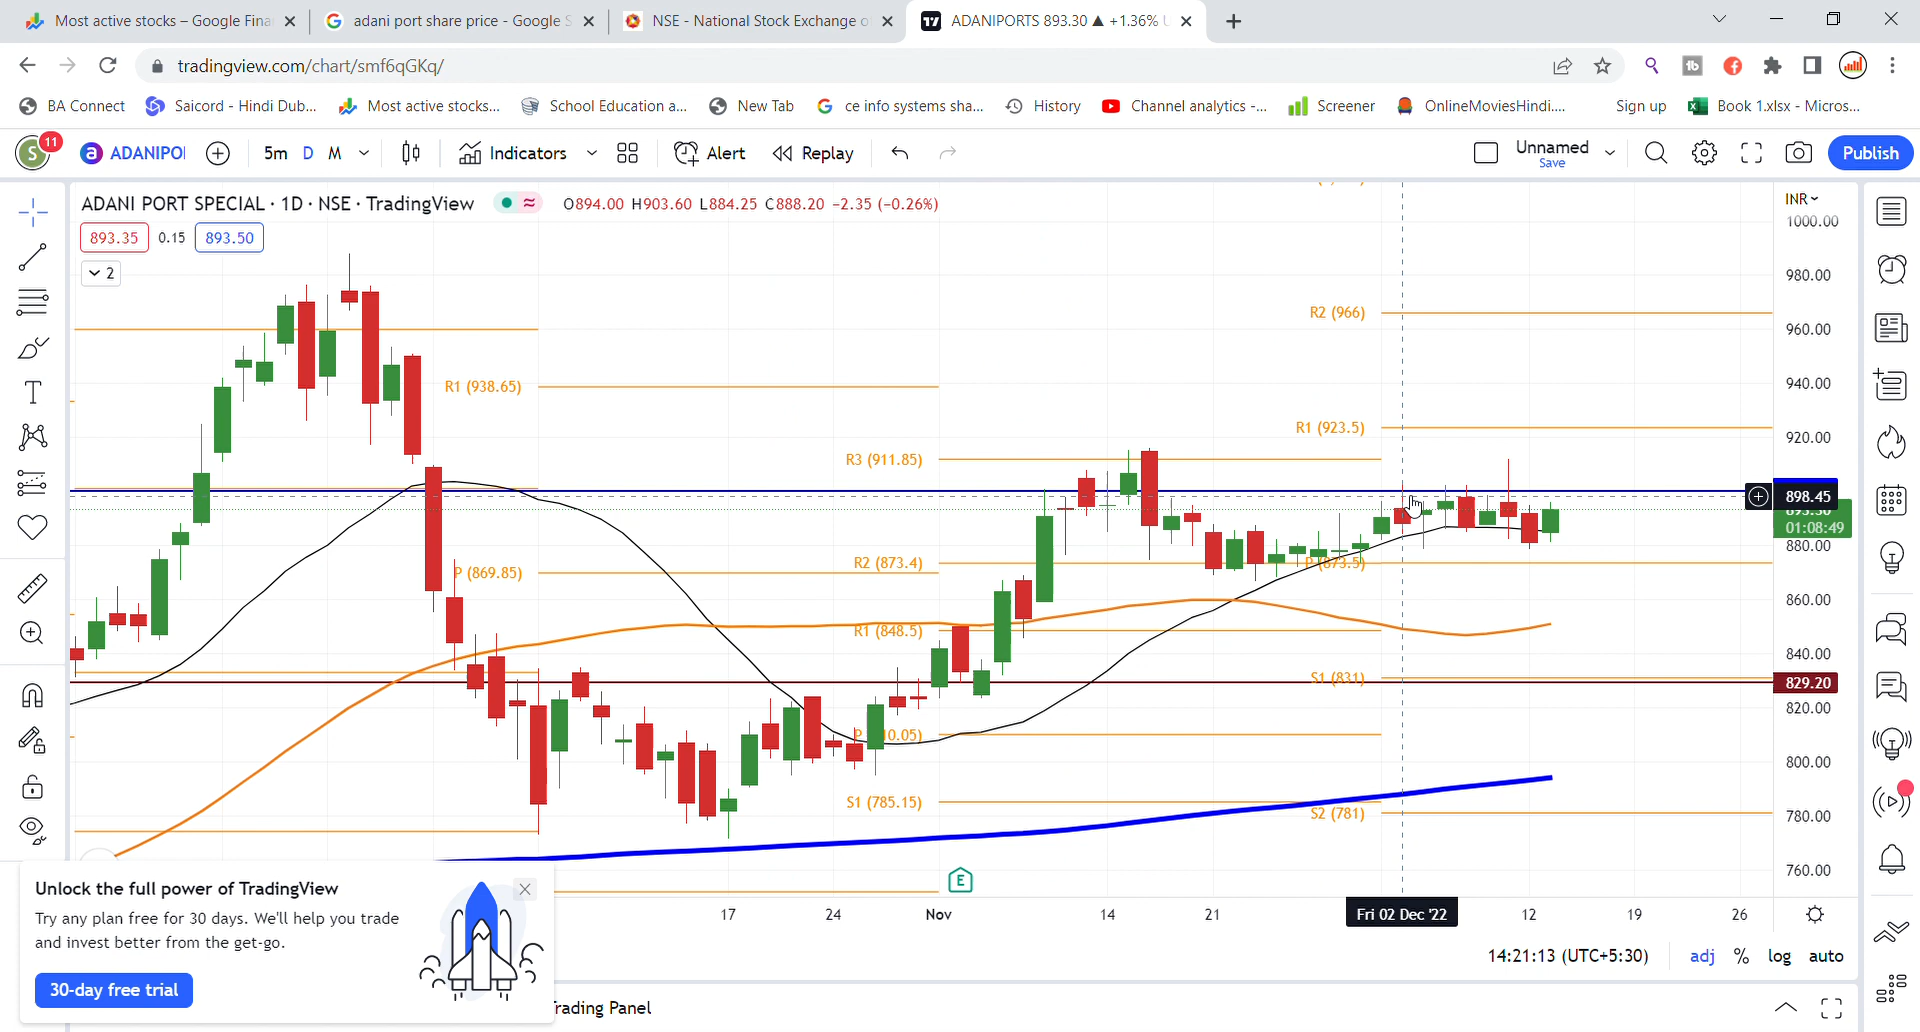 Most active stocks – Google Fina
adani port share price - Google S
NSE - National Stock Exchange o
ADANIPORTS 893.30 ▲ +1.36% U
tradingview.com/chart/smf6qGKq/
BA Connect
Saicord - Hindi Dub...
Most active stocks...
School Education a...
New Tab
ce info systems sha...
History
Channel analytics -...
Screener
OnlineMoviesHindi....
Sign up
Book 1.xlsx - Micros...
S 11
ADANIPO
5m D M
Indicators
Alert
Replay
Unnamed
Save
Publish
ADANI PORT SPECIAL · 1D · NSE · TradingView
O894.00 H903.60 L884.25 C888.20 −2.35 (−0.26%)
893.35 0.15 893.50
2
INR
1000.00
980.00
960.00
940.00
920.00
898.45
01:08:49
880.00
860.00
840.00
829.20
820.00
800.00
780.00
760.00
R2 (966)
R1 (938.65)
R1 (923.5)
R3 (911.85)
R2 (873.4)
P (873.5)
P (869.85)
R1 (848.5)
S1 (831)
S1 (785.15)
S2 (781)
E
17
24
Nov
14
21
Fri 02 Dec '22
12
19
26
Unlock the full power of TradingView
Try any plan free for 30 days. We'll help you trade
and invest better from the get-go.
30-day free trial
14:21:13 (UTC+5:30)
adj
%
log
auto
rading Panel